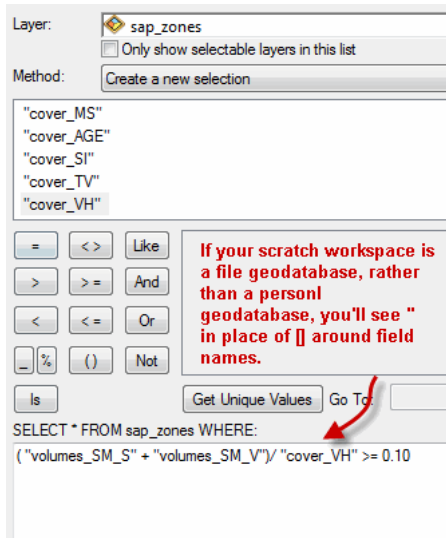 Layer:
sap_zones
Only show selectable layers in this list
Method:
Create a new selection
"cover_MS"
"cover_AGE"
"cover_SI"
"cover_TV"
"cover_VH"
= < > Like
> > = And
< < = Or
_ % ( ) Not
Is
Get Unique Values Go To:
If your scratch workspace is
a file geodatabase, rather
than a personl
geodatabase, you'll see "
in place of [] around field
names.
SELECT * FROM sap_zones WHERE:
( "volumes_SM_S" + "volumes_SM_V")/ "cover_VH" >= 0.10